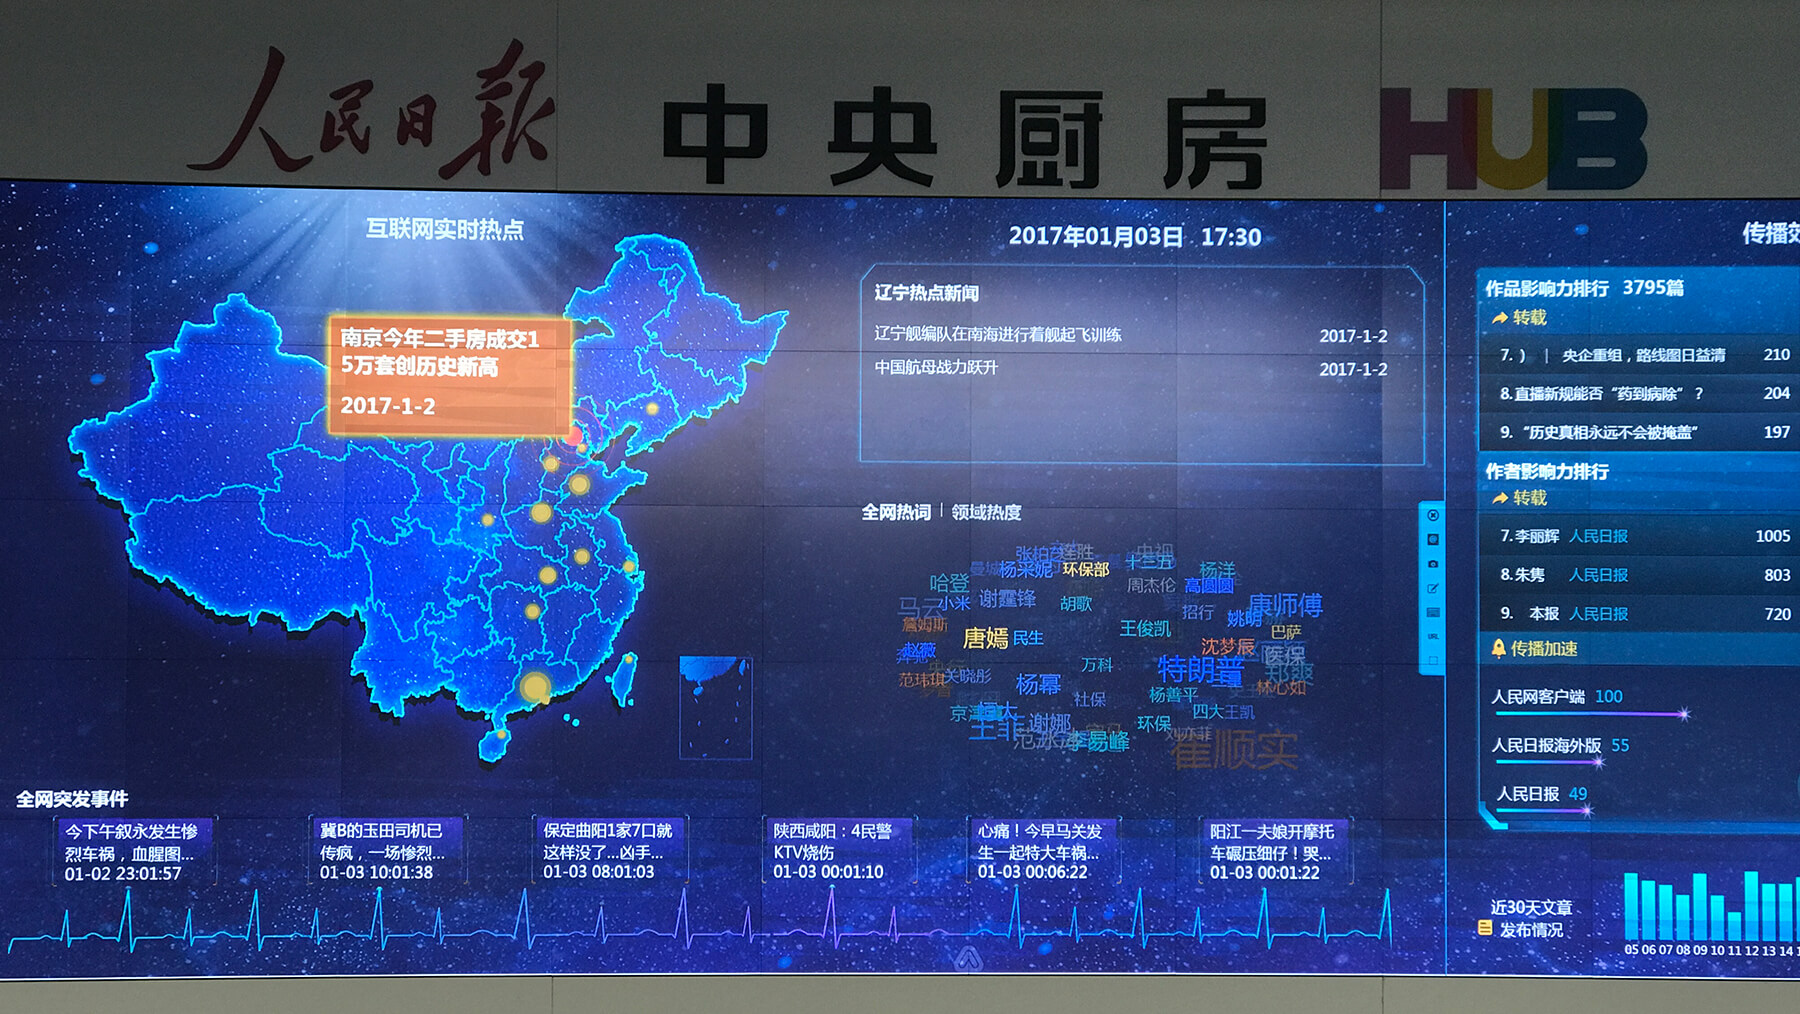 人民日报 中央厨房 HUB
互联网实时热点
南京今年二手房成交1
5万套创历史新高
2017-1-2
2017年01月03日 17:30
辽宁热点新闻
辽宁舰编队在南海进行着舰起飞训练 2017-1-2
中国航母战力跃升 2017-1-2
全网热词 | 领域热度
杨采妮
环保部
十三五
杨洋
哈登
周杰伦
高圆圆
马云
小米
谢霆锋
胡歌
招行
姚明
康师傅
詹姆斯
唐嫣
民生
王俊凯
巴萨
赵薇
沈梦辰
医保
范玮琪
关晓彤
杨幂
万科
特朗普
郑爽
林心如
社保
杨善平
恒大
四大
王凯
王菲
谢娜
环保
李易峰
崔顺实
全网突发事件
今下午叙永发生惨
烈车祸，血腥图...
01-02 23:01:57
冀B的玉田司机已
传疯，一场惨烈...
01-03 10:01:38
保定曲阳1家7口就
这样没了...凶手...
01-03 08:01:03
陕西咸阳：4民警
KTV烧伤
01-03 00:01:10
心痛！今早马关发
生一起特大车祸...
01-03 00:06:22
阳江一夫娘开摩托
车碾压细仔！哭...
01-03 00:01:22
传播
作品影响力排行 3795篇
转载
7. ） | 央企重组，路线图日益清 210
8.直播新规能否“药到病除” ？ 204
9.“历史真相永远不会被掩盖” 197
作者影响力排行
转载
7.李丽辉 人民日报 1005
8.朱隽 人民日报 803
9. 本报 人民日报 720
传播加速
人民网客户端 100
人民日报海外版 55
人民日报 49
近30天文章
发布情况
05 06 07 08 09 10 11 12 13 14